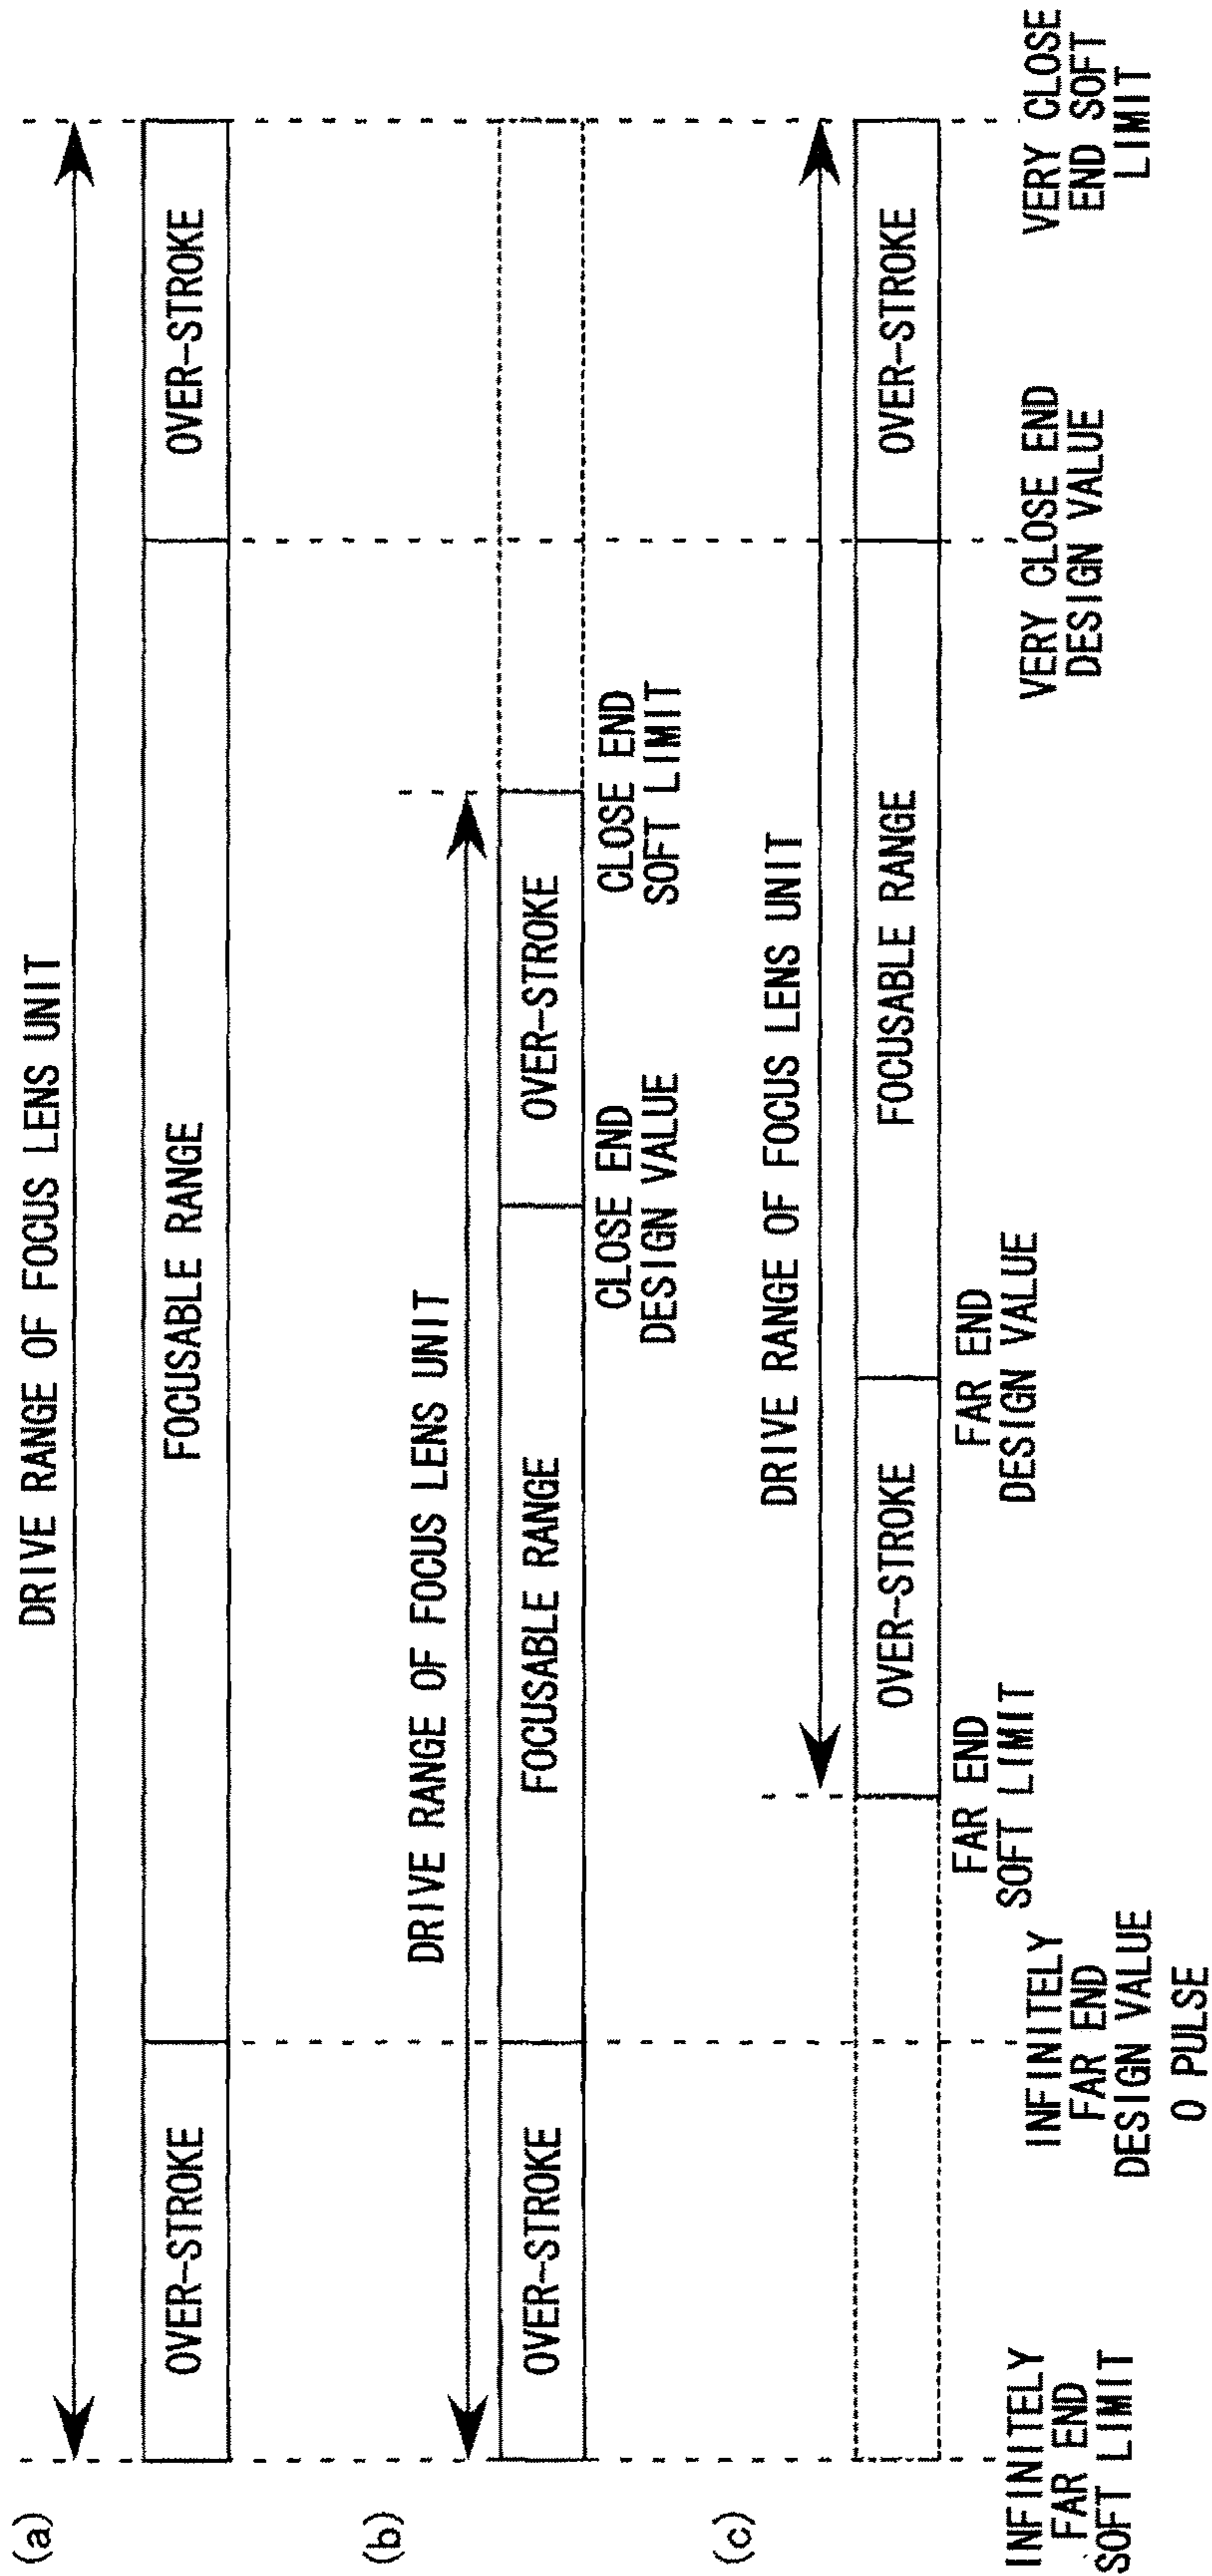 (a)
DRIVE RANGE OF FOCUS LENS UNIT
OVER-STROKE
FOCUSABLE RANGE
OVER-STROKE
(b)
DRIVE RANGE OF FOCUS LENS UNIT
OVER-STROKE
FOCUSABLE RANGE
OVER-STROKE
CLOSE END
DESIGN VALUE
CLOSE END
SOFT LIMIT
(c)
DRIVE RANGE OF FOCUS LENS UNIT
OVER-STROKE
FOCUSABLE RANGE
OVER-STROKE
FAR END
SOFT LIMIT
FAR END
DESIGN VALUE
INFINITELY
FAR END
SOFT LIMIT
INFINITELY
FAR END
DESIGN VALUE
0 PULSE
VERY CLOSE END
DESIGN VALUE
VERY CLOSE
END SOFT
LIMIT